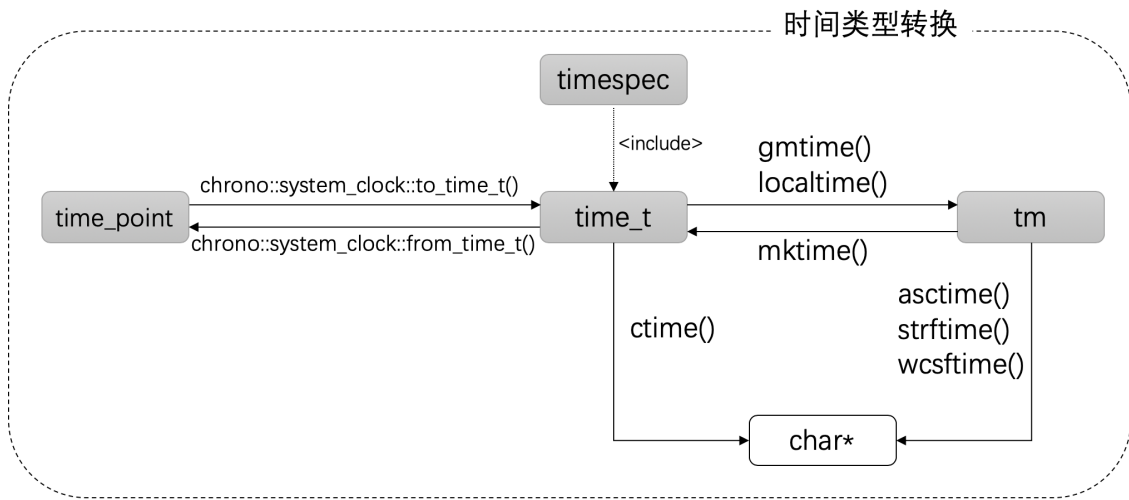 时间类型转换
timespec
<include>
gmtime()
localtime()
chrono::system_clock::to_time_t()
time_point
time_t
tm
chrono::system_clock::from_time_t()
mktime()
asctime()
strftime()
wcsftime()
ctime()
char*